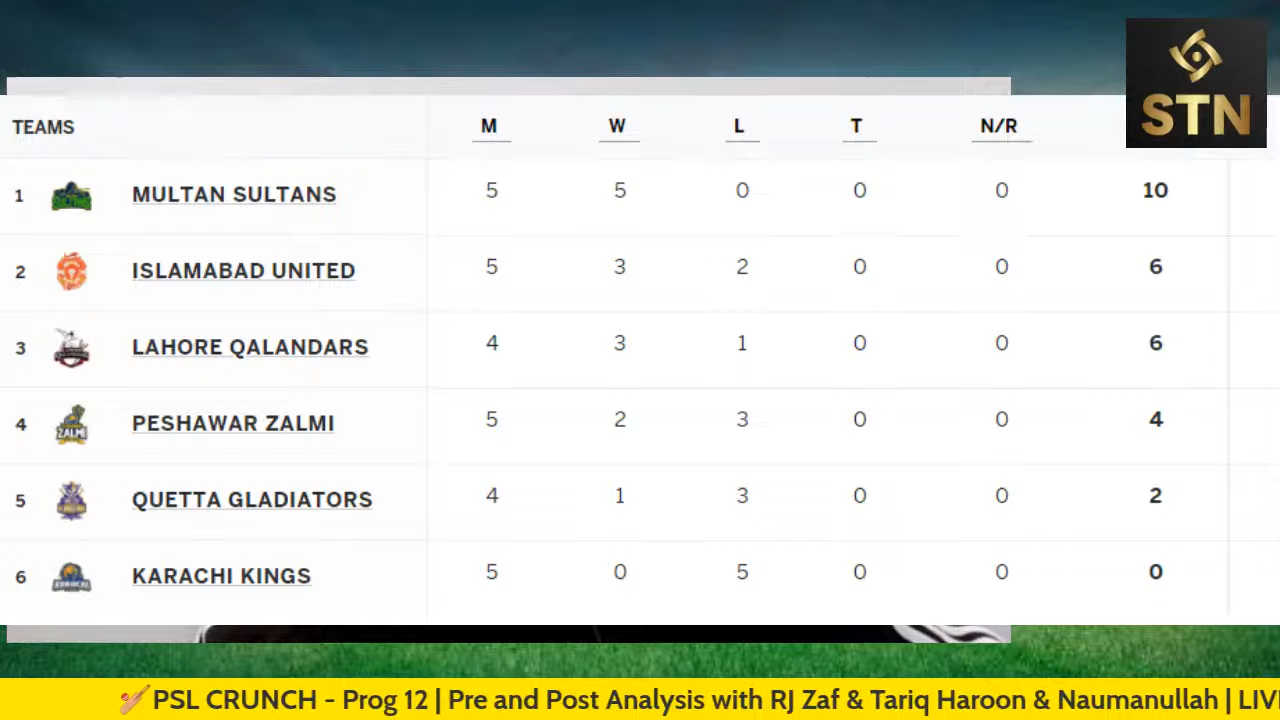 STN
TEAMS M W L T N/R
1 MULTAN SULTANS 5 5 0 0 0 10
2 ISLAMABAD UNITED 5 3 2 0 0 6
3 LAHORE QALANDARS 4 3 1 0 0 6
4 PESHAWAR ZALMI 5 2 3 0 0 4
5 QUETTA GLADIATORS 4 1 3 0 0 2
6 KARACHI KINGS 5 0 5 0 0 0
PSL CRUNCH - Prog 12 | Pre and Post Analysis with RJ Zaf & Tariq Haroon & Naumanullah | LIV